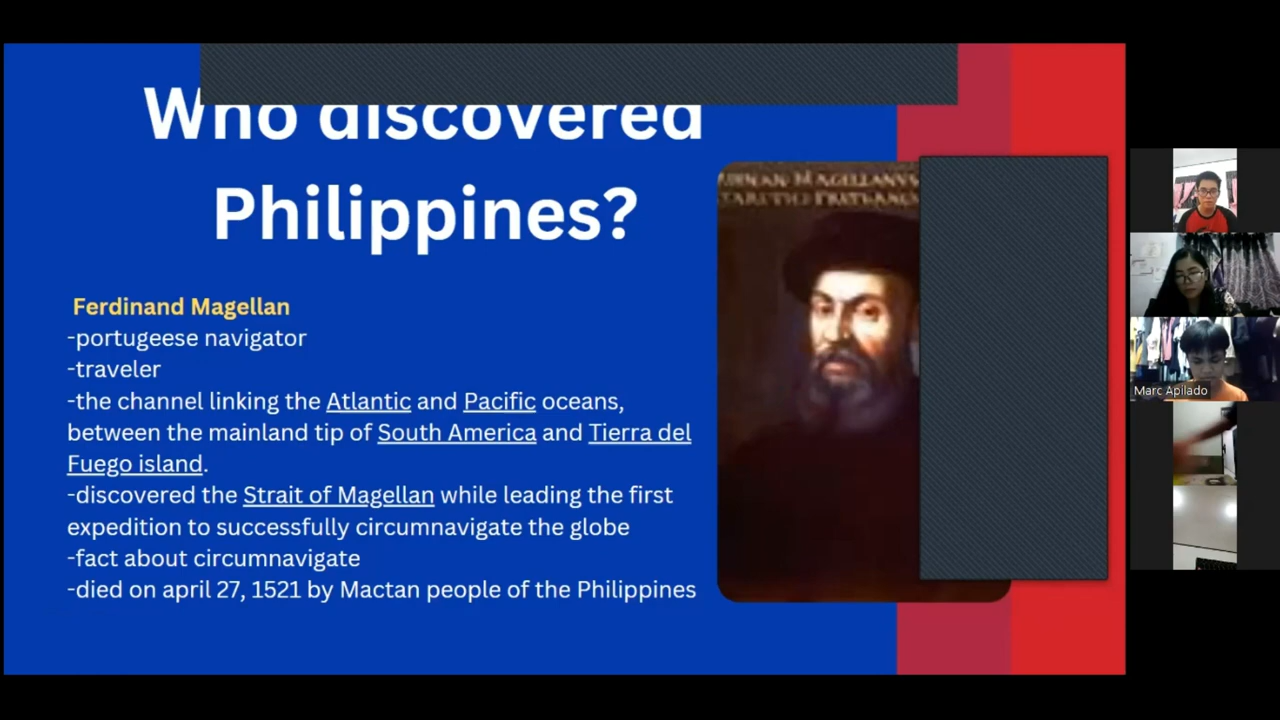 Who discovered
Philippines?
Ferdinand Magellan
-portugeese navigator
-traveler
-the channel linking the Atlantic and Pacific oceans,
between the mainland tip of South America and Tierra del
Fuego island.
-discovered the Strait of Magellan while leading the first
expedition to successfully circumnavigate the globe
-fact about circumnavigate
-died on april 27, 1521 by Mactan people of the Philippines
Marc Apilado